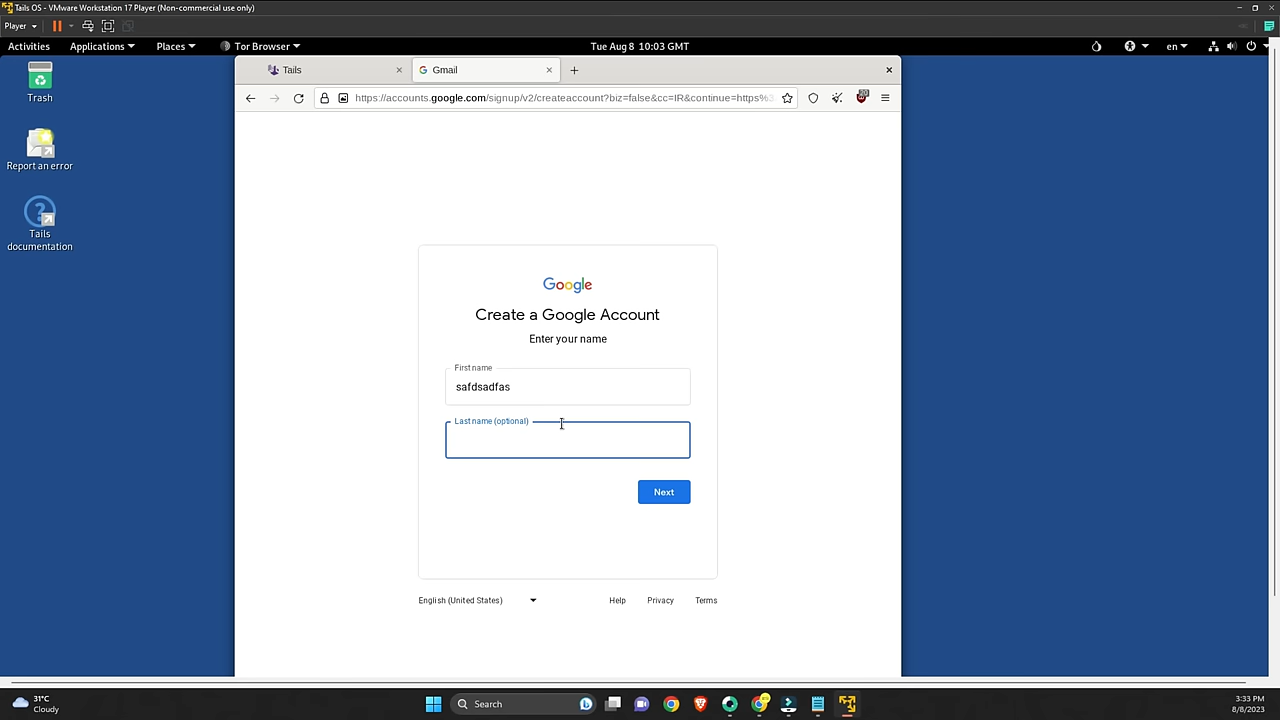 Tails OS - VMware Workstation 17 Player (Non-commercial use only)
Player
Activities Applications Places Tor Browser Tue Aug 8 10:03 GMT en
Trash
Report an error
Tails documentation
Tails Gmail
https://accounts.google.com/signup/v2/createaccount?biz=false&cc=IR&continue=https%3
Google
Create a Google Account
Enter your name
First name
safdsadfas
Last name (optional)
Next
English (United States) Help Privacy Terms
31°C
Cloudy
Search
3:33 PM
8/8/2023